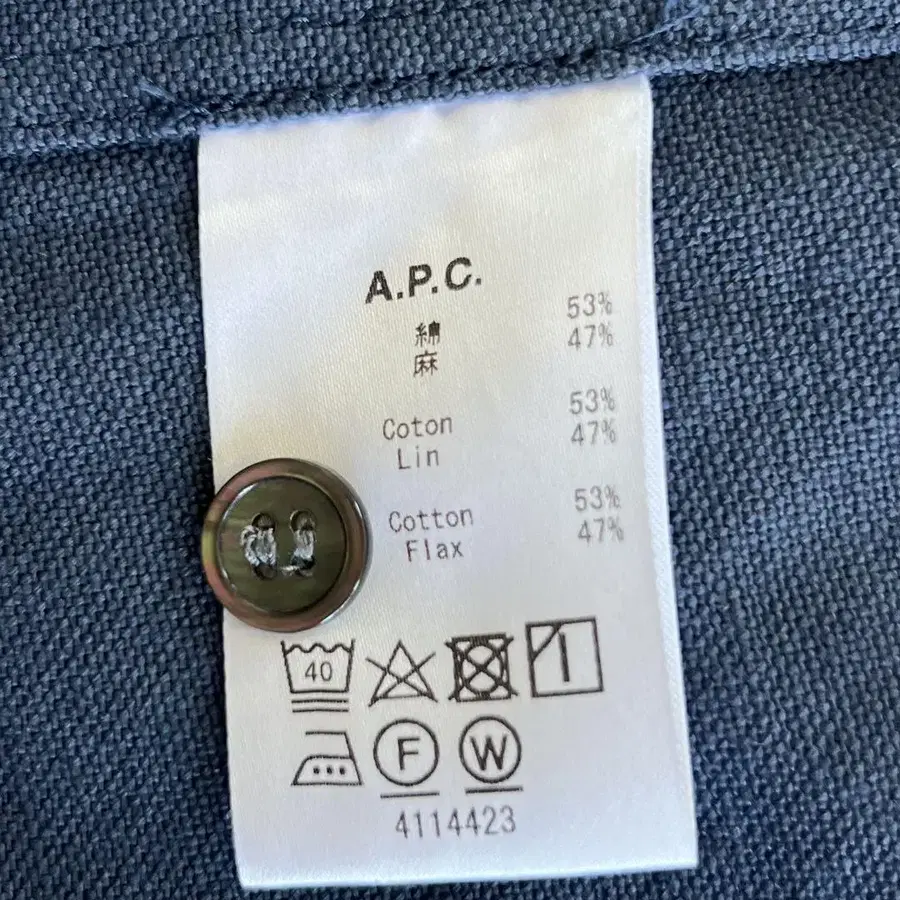 A.P.C.
綿 53%
麻 47%
Coton 53%
Lin 47%
Cotton 53%
Flax 47%
40
F W
4114423